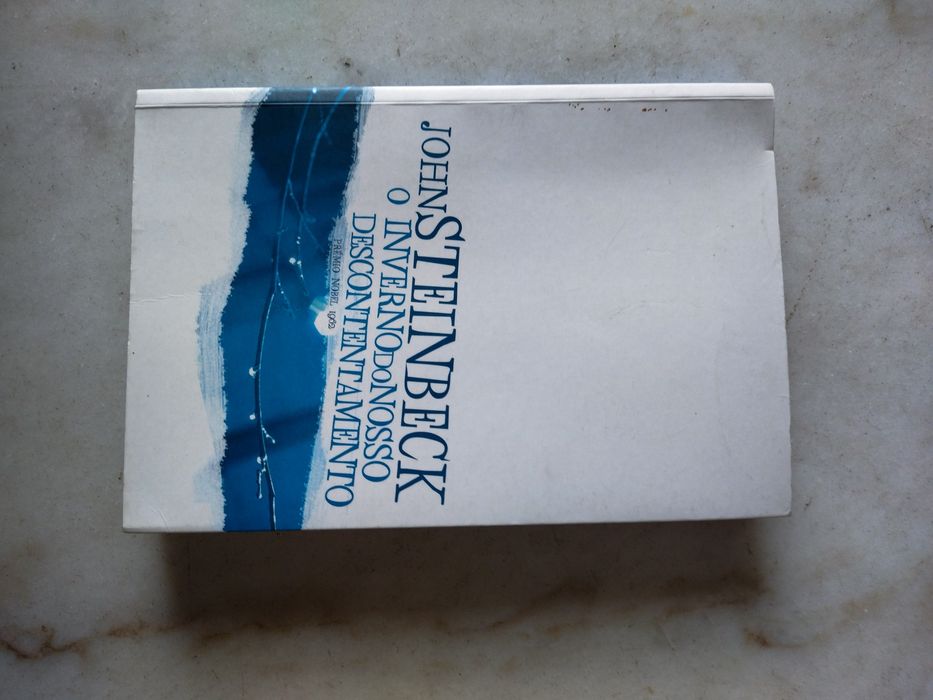 JOHN STEINBECK
O INVERNO DO NOSSO
DESCONTENTAMENTO
PRÉMIO NOBEL 1962